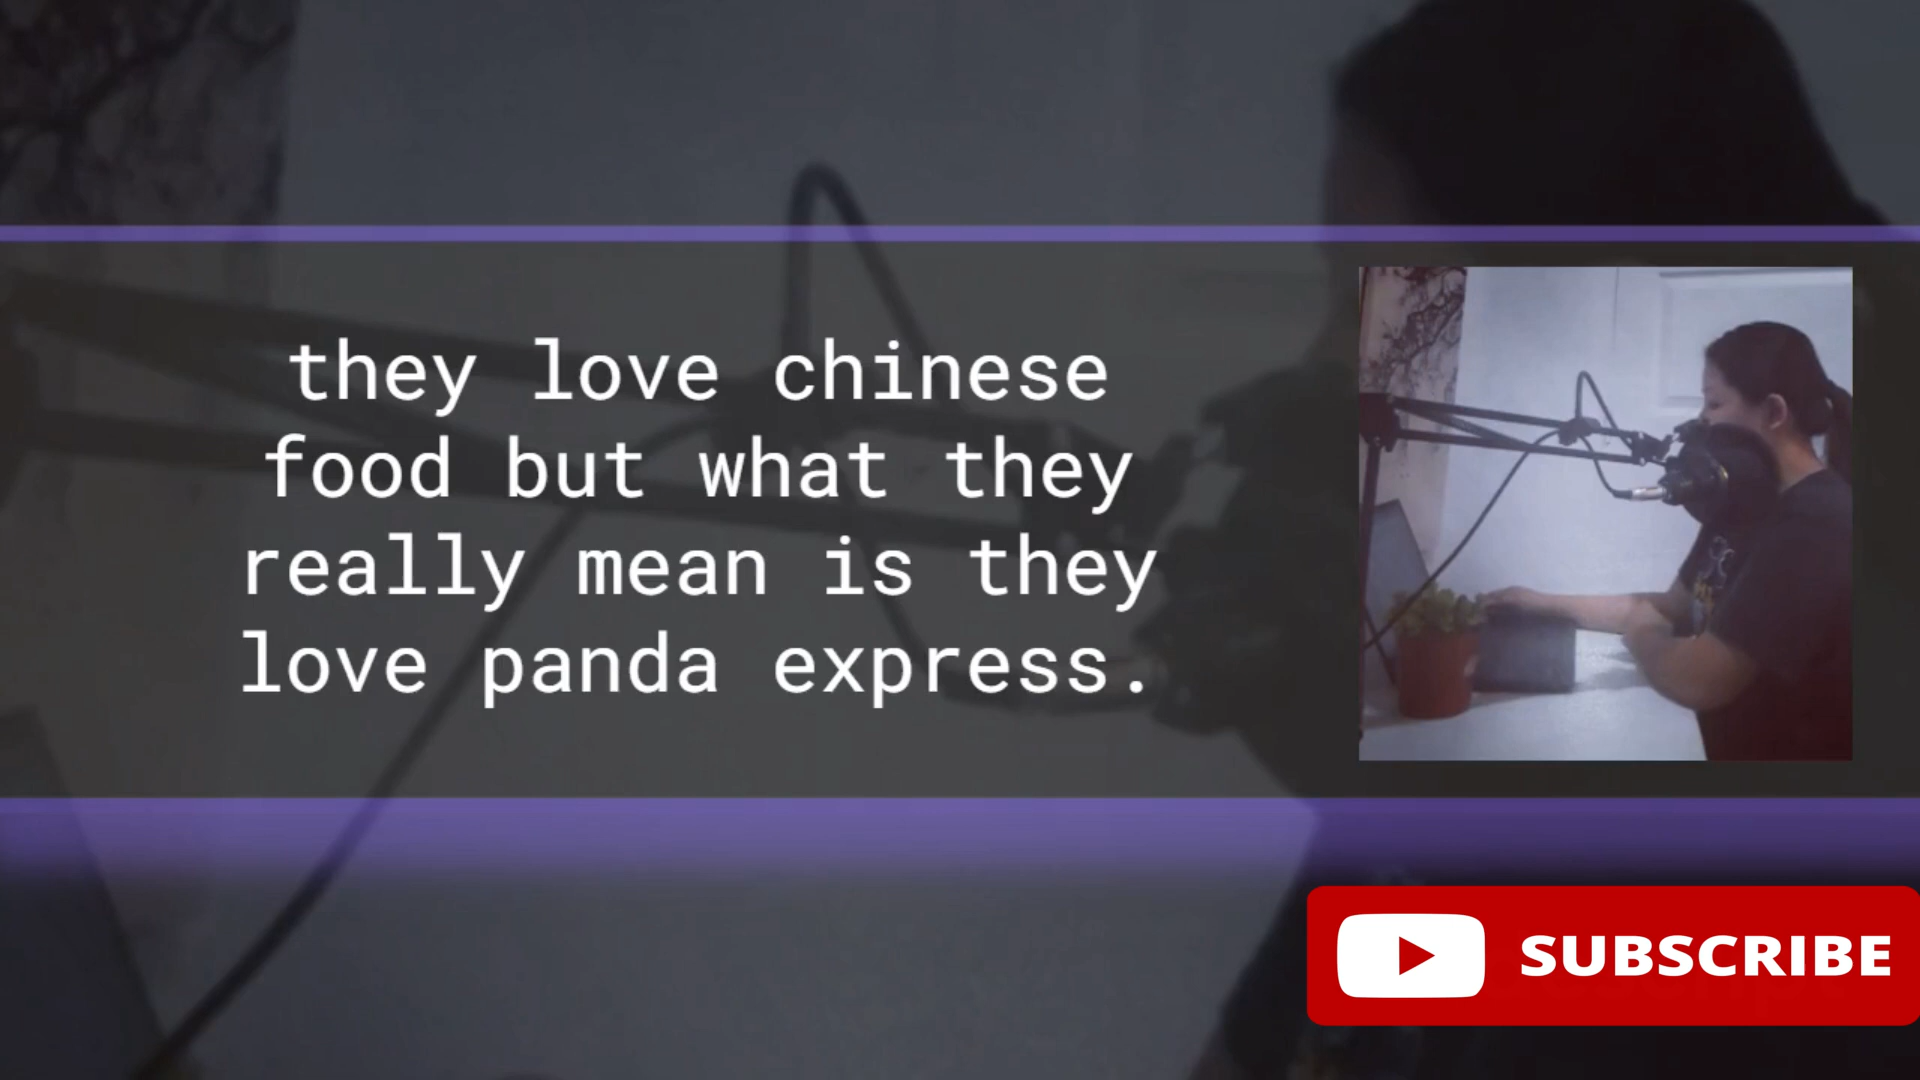 they love chinese
food but what they
really mean is they
love panda express.
SUBSCRIBE